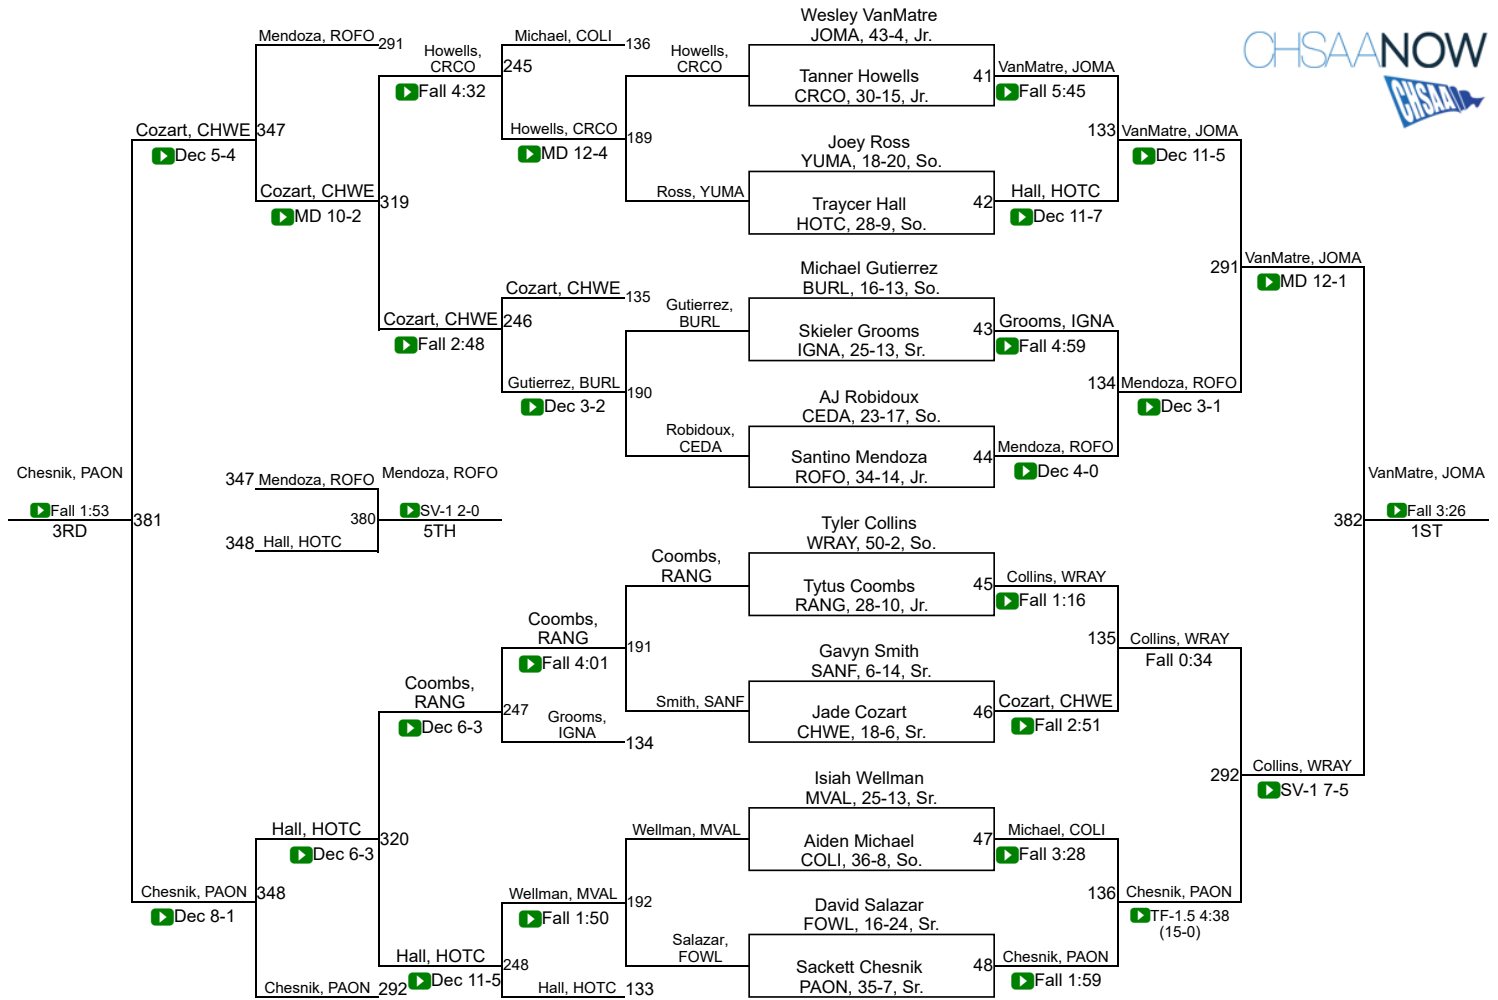 CHSAANOW
CHSAA
Wesley VanMatre
JOMA, 43-4, Jr.
Tanner Howells
CRCO, 30-15, Jr.
41
Joey Ross
YUMA, 18-20, So.
Traycer Hall
HOTC, 28-9, So.
42
Michael Gutierrez
BURL, 16-13, So.
Skieler Grooms
IGNA, 25-13, Sr.
43
AJ Robidoux
CEDA, 23-17, So.
Santino Mendoza
ROFO, 34-14, Jr.
44
Tyler Collins
WRAY, 50-2, So.
Tytus Coombs
RANG, 28-10, Jr.
45
Gavyn Smith
SANF, 6-14, Sr.
Jade Cozart
CHWE, 18-6, Sr.
46
Isiah Wellman
MVAL, 25-13, Sr.
Aiden Michael
COLI, 36-8, So.
47
David Salazar
FOWL, 16-24, Sr.
Sackett Chesnik
PAON, 35-7, Sr.
48
VanMatre, JOMA
Fall 5:45
Hall, HOTC
Dec 11-7
Grooms, IGNA
Fall 4:59
Mendoza, ROFO
Dec 4-0
Collins, WRAY
Fall 1:16
Cozart, CHWE
Fall 2:51
Michael, COLI
Fall 3:28
Chesnik, PAON
Fall 1:59
133
VanMatre, JOMA
Dec 11-5
134
Mendoza, ROFO
Dec 3-1
135
Collins, WRAY
Fall 0:34
136
Chesnik, PAON
TF-1.5 4:38
(15-0)
291
VanMatre, JOMA
MD 12-1
292
Collins, WRAY
SV-1 7-5
382
VanMatre, JOMA
Fall 3:26
1ST
Howells,
CRCO
Ross, YUMA
189
Gutierrez,
BURL
Robidoux,
CEDA
190
Coombs,
RANG
Smith, SANF
191
Wellman, MVAL
Salazar,
FOWL
192
Michael, COLI
136
Howells, CRCO
MD 12-4
245
Cozart, CHWE
135
Gutierrez, BURL
Dec 3-2
246
Coombs,
RANG
Fall 4:01
Grooms,
IGNA
134
247
Wellman, MVAL
Fall 1:50
Hall, HOTC
133
248
Howells,
CRCO
Fall 4:32
Cozart, CHWE
Fall 2:48
319
Coombs,
RANG
Dec 6-3
Hall, HOTC
Dec 11-5
320
Mendoza, ROFO
291
Cozart, CHWE
MD 10-2
347
Hall, HOTC
Dec 6-3
Chesnik, PAON
292
348
Cozart, CHWE
Dec 5-4
Chesnik, PAON
Dec 8-1
381
Chesnik, PAON
Fall 1:53
3RD
347
Mendoza, ROFO
348
Hall, HOTC
380
Mendoza, ROFO
SV-1 2-0
5TH